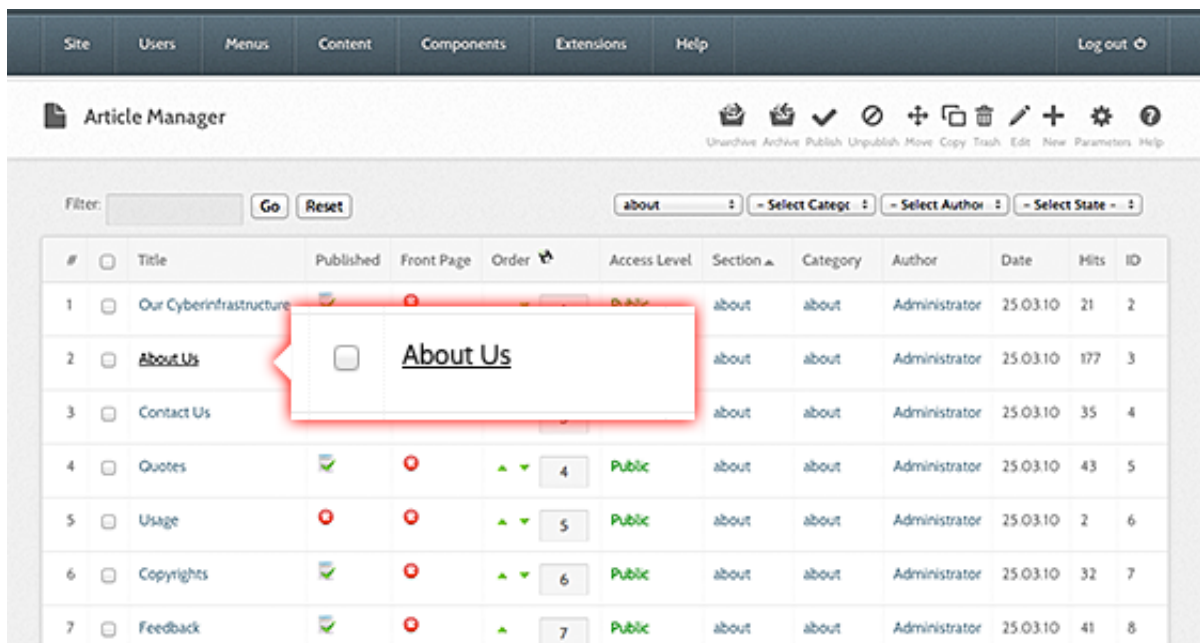 Site Users Menus Content Components Extensions Help Log out
Article Manager
Unarchive Archive Publish Unpublish Move Copy Trash Edit New Parameters Help
Filter: Go Reset about - Select Categc - Select Author - Select State -
# Title Published Front Page Order Access Level Section Category Author Date Hits ID
1 Our Cyberinfrastructure Public about about Administrator 25.03.10 21 2
2 About Us about about Administrator 25.03.10 177 3
About Us
3 Contact Us about about Administrator 25.03.10 35 4
4 Quotes 4 Public about about Administrator 25.03.10 43 5
5 Usage 5 Public about about Administrator 25.03.10 2 6
6 Copyrights 6 Public about about Administrator 25.03.10 32 7
7 Feedback 7 Public about about Administrator 25.03.10 41 8